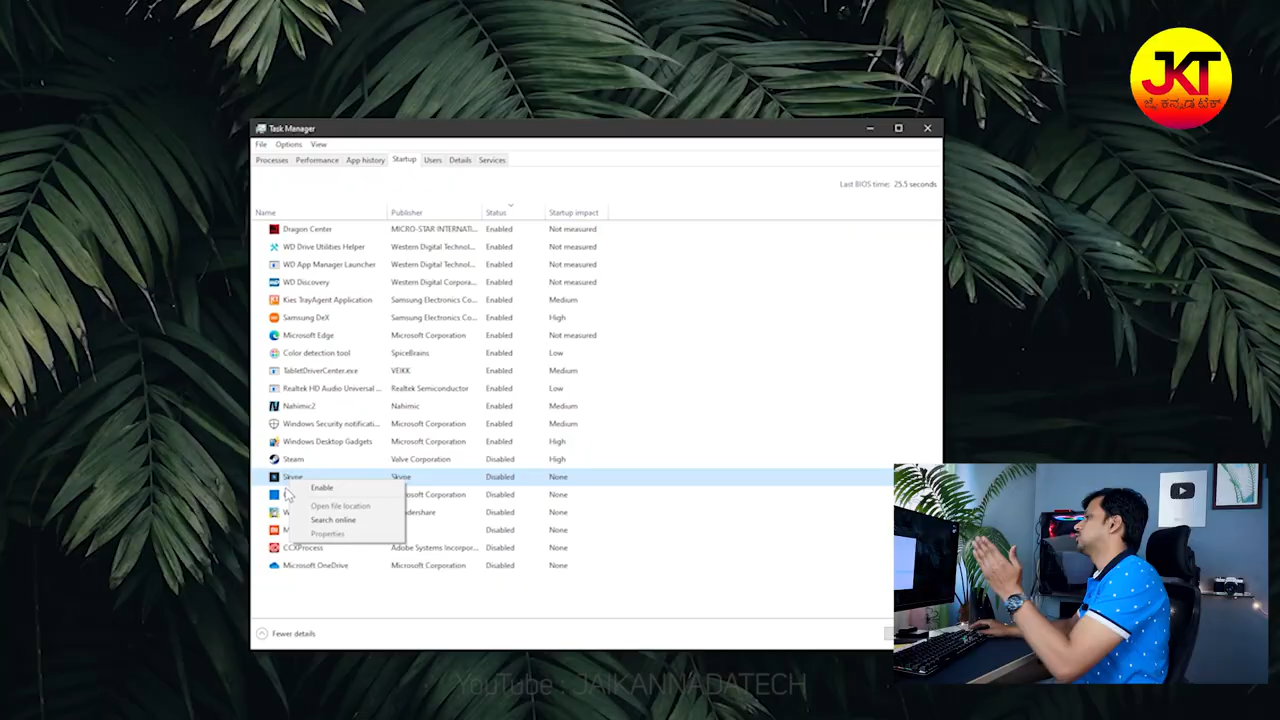 JKT
ಜೈ ಕನ್ನಡ ಟೆಕ್
Task Manager
File Options View
Processes Performance App history Startup Users Details Services
Last BIOS time: 25.5 seconds
Name Publisher Status Startup impact
Dragon Center MICRO-STAR INTERNATI... Enabled Not measured
WD Drive Utilities Helper Western Digital Technol... Enabled Not measured
WD App Manager Launcher Western Digital Technol... Enabled Not measured
WD Discovery Western Digital Corpora... Enabled Not measured
Kies TrayAgent Application Samsung Electronics Co... Enabled Medium
Samsung DeX Samsung Electronics Co... Enabled High
Microsoft Edge Microsoft Corporation Enabled Not measured
Color detection tool SpiceBrains Enabled Low
TabletDriverCenter.exe VEIKK Enabled Medium
Realtek HD Audio Universal ... Realtek Semiconductor Enabled Low
Nahimic2 Nahimic Enabled Medium
Windows Security notificati... Microsoft Corporation Enabled Medium
Windows Desktop Gadgets Microsoft Corporation Enabled High
Steam Valve Corporation Disabled High
Skype Skype Disabled None
Enable
osoft Corporation Disabled None
Open file location
dershare Disabled None
Search online
M Disabled None
Properties
CCXProcess Adobe Systems Incorpor... Disabled None
Microsoft OneDrive Microsoft Corporation Disabled None
Fewer details
YouTube : JAIKANNADATECH